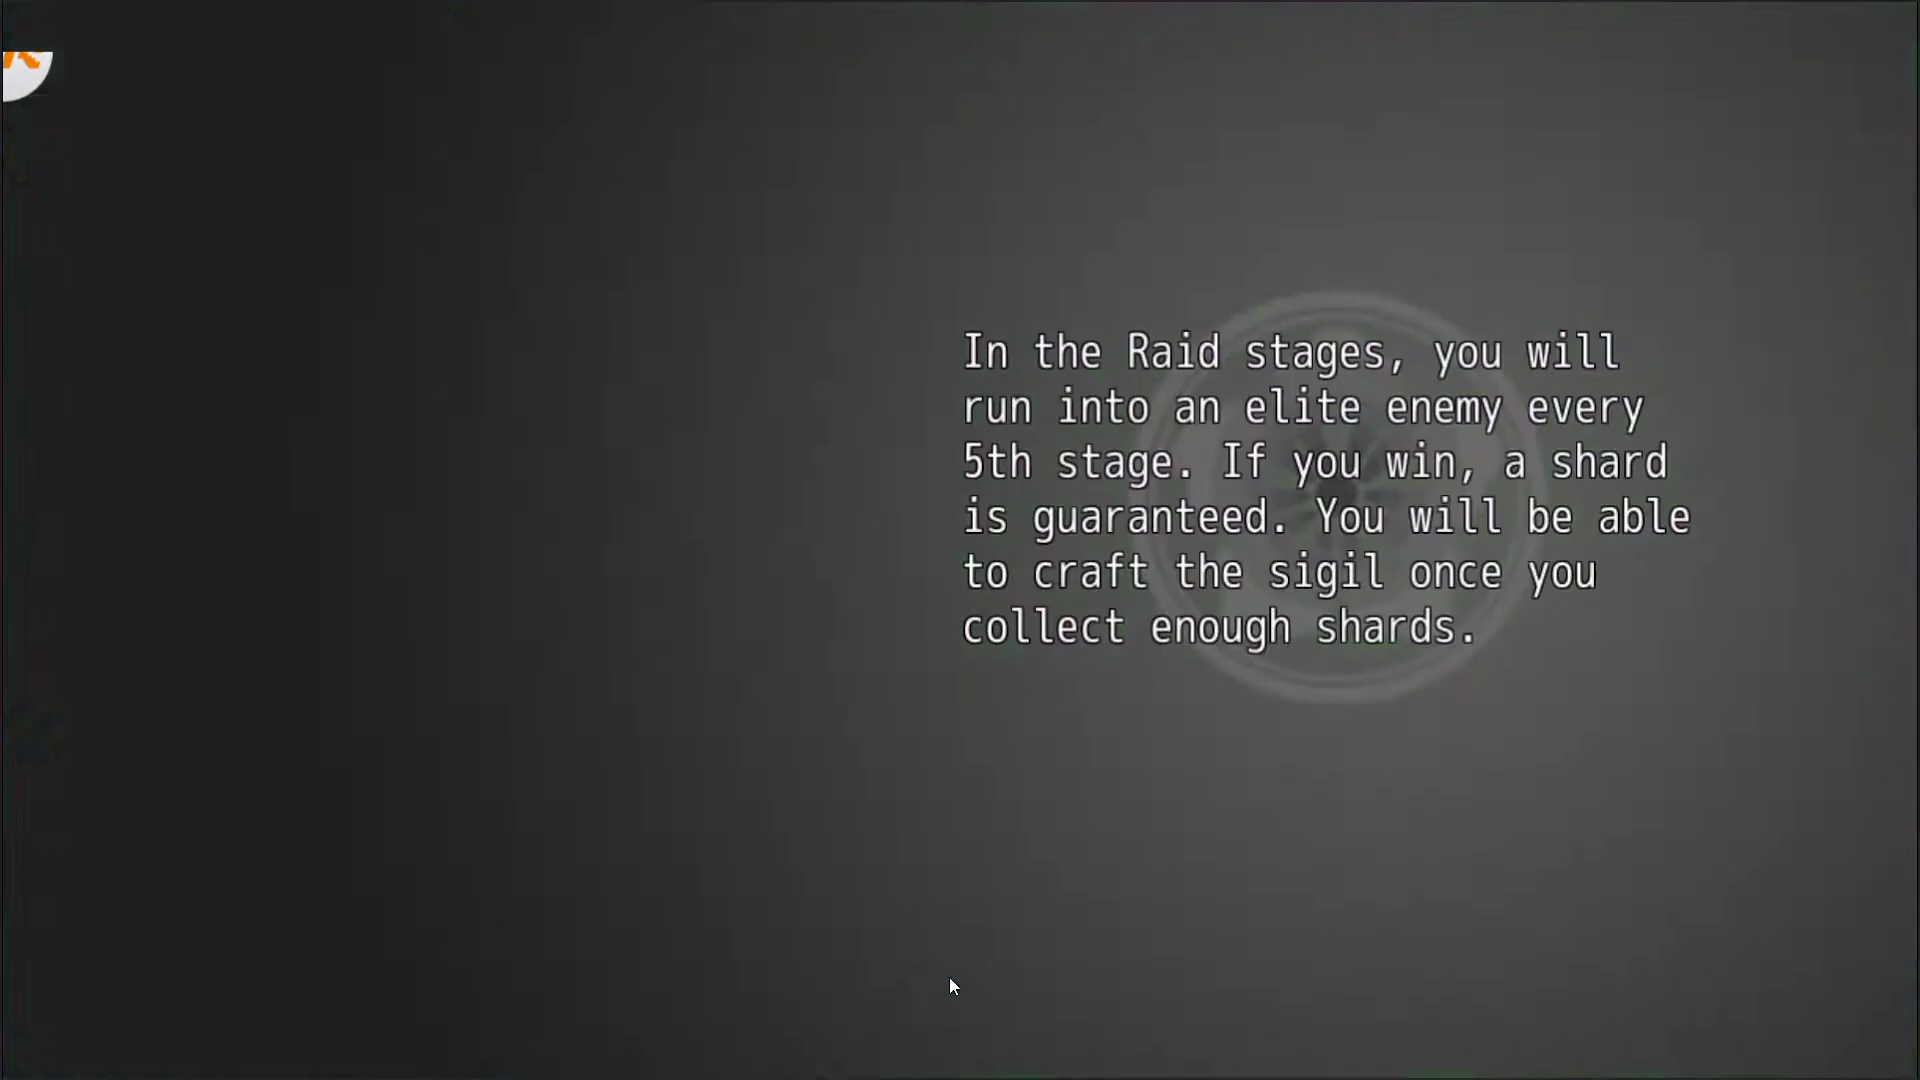 In the Raid stages, you will
run into an elite enemy every
5th stage. If you win, a shard
is guaranteed. You will be able
to craft the sigil once you
collect enough shards.